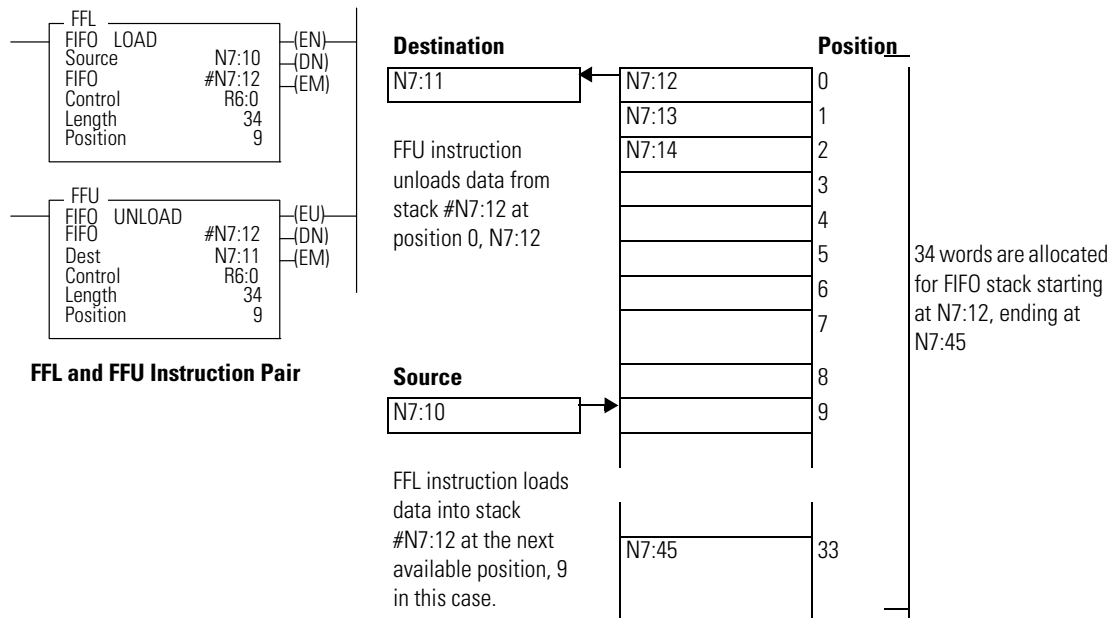 FFL
FIFO LOAD
Source N7:10
FIFO #N7:12
Control R6:0
Length 34
Position 9
(EN)
(DN)
(EM)
FFU
FIFO UNLOAD
FIFO #N7:12
Dest N7:11
Control R6:0
Length 34
Position 9
(EU)
(DN)
(EM)
FFL and FFU Instruction Pair
Destination
N7:11
FFU instruction
unloads data from
stack #N7:12 at
position 0, N7:12
Source
N7:10
FFL instruction loads
data into stack
#N7:12 at the next
available position, 9
in this case.
Position
N7:12 0
N7:13 1
N7:14 2
3
4
5
6
7
8
9
N7:45 33
34 words are allocated
for FIFO stack starting
at N7:12, ending at
N7:45